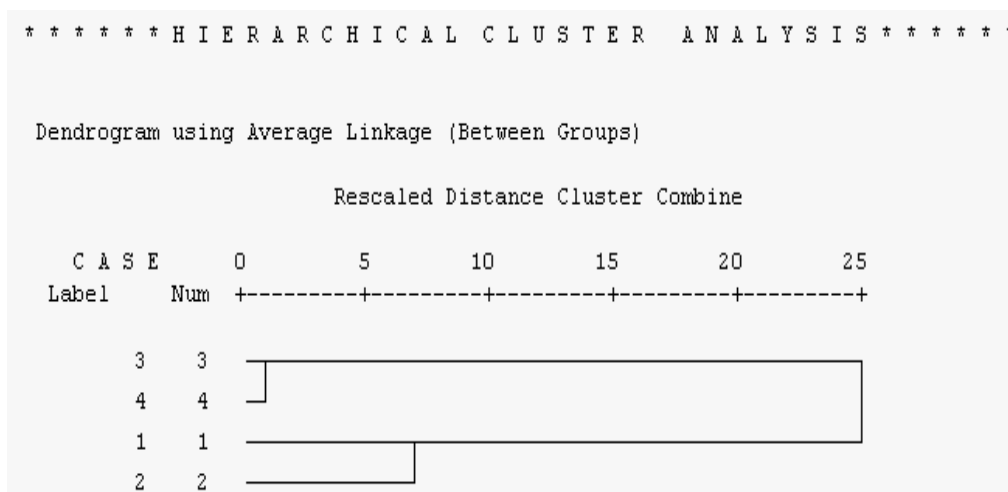 * * * * * * H I E R A R C H I C A L  C L U S T E R  A N A L Y S I S * * * * * *
Dendrogram using Average Linkage (Between Groups)
Rescaled Distance Cluster Combine
C A S E 0 5 10 15 20 25
Label Num +---------+---------+---------+---------+---------+
3 3
4 4
1 1
2 2